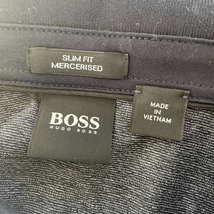 SLIM FIT
MERCERISED
BOSS
HUGO BOSS
MADE IN
VIETNAM